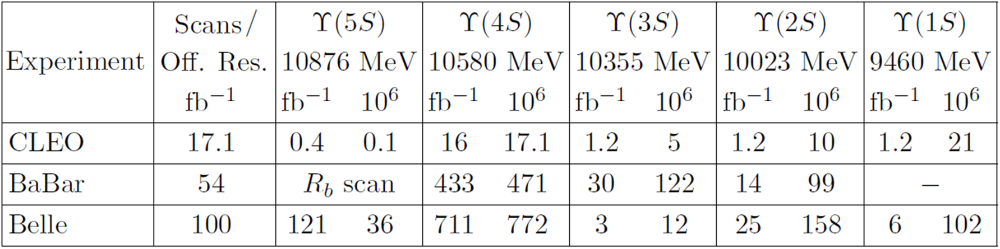 Experiment Scans/ Off. Res. fb⁻¹ ϒ(5S) 10876 MeV fb⁻¹ 10⁶ ϒ(4S) 10580 MeV fb⁻¹ 10⁶ ϒ(3S) 10355 MeV fb⁻¹ 10⁶ ϒ(2S) 10023 MeV fb⁻¹ 10⁶ ϒ(1S) 9460 MeV fb⁻¹ 10⁶
CLEO 17.1 0.4 0.1 16 17.1 1.2 5 1.2 10 1.2 21
BaBar 54 R_b scan 433 471 30 122 14 99 –
Belle 100 121 36 711 772 3 12 25 158 6 102